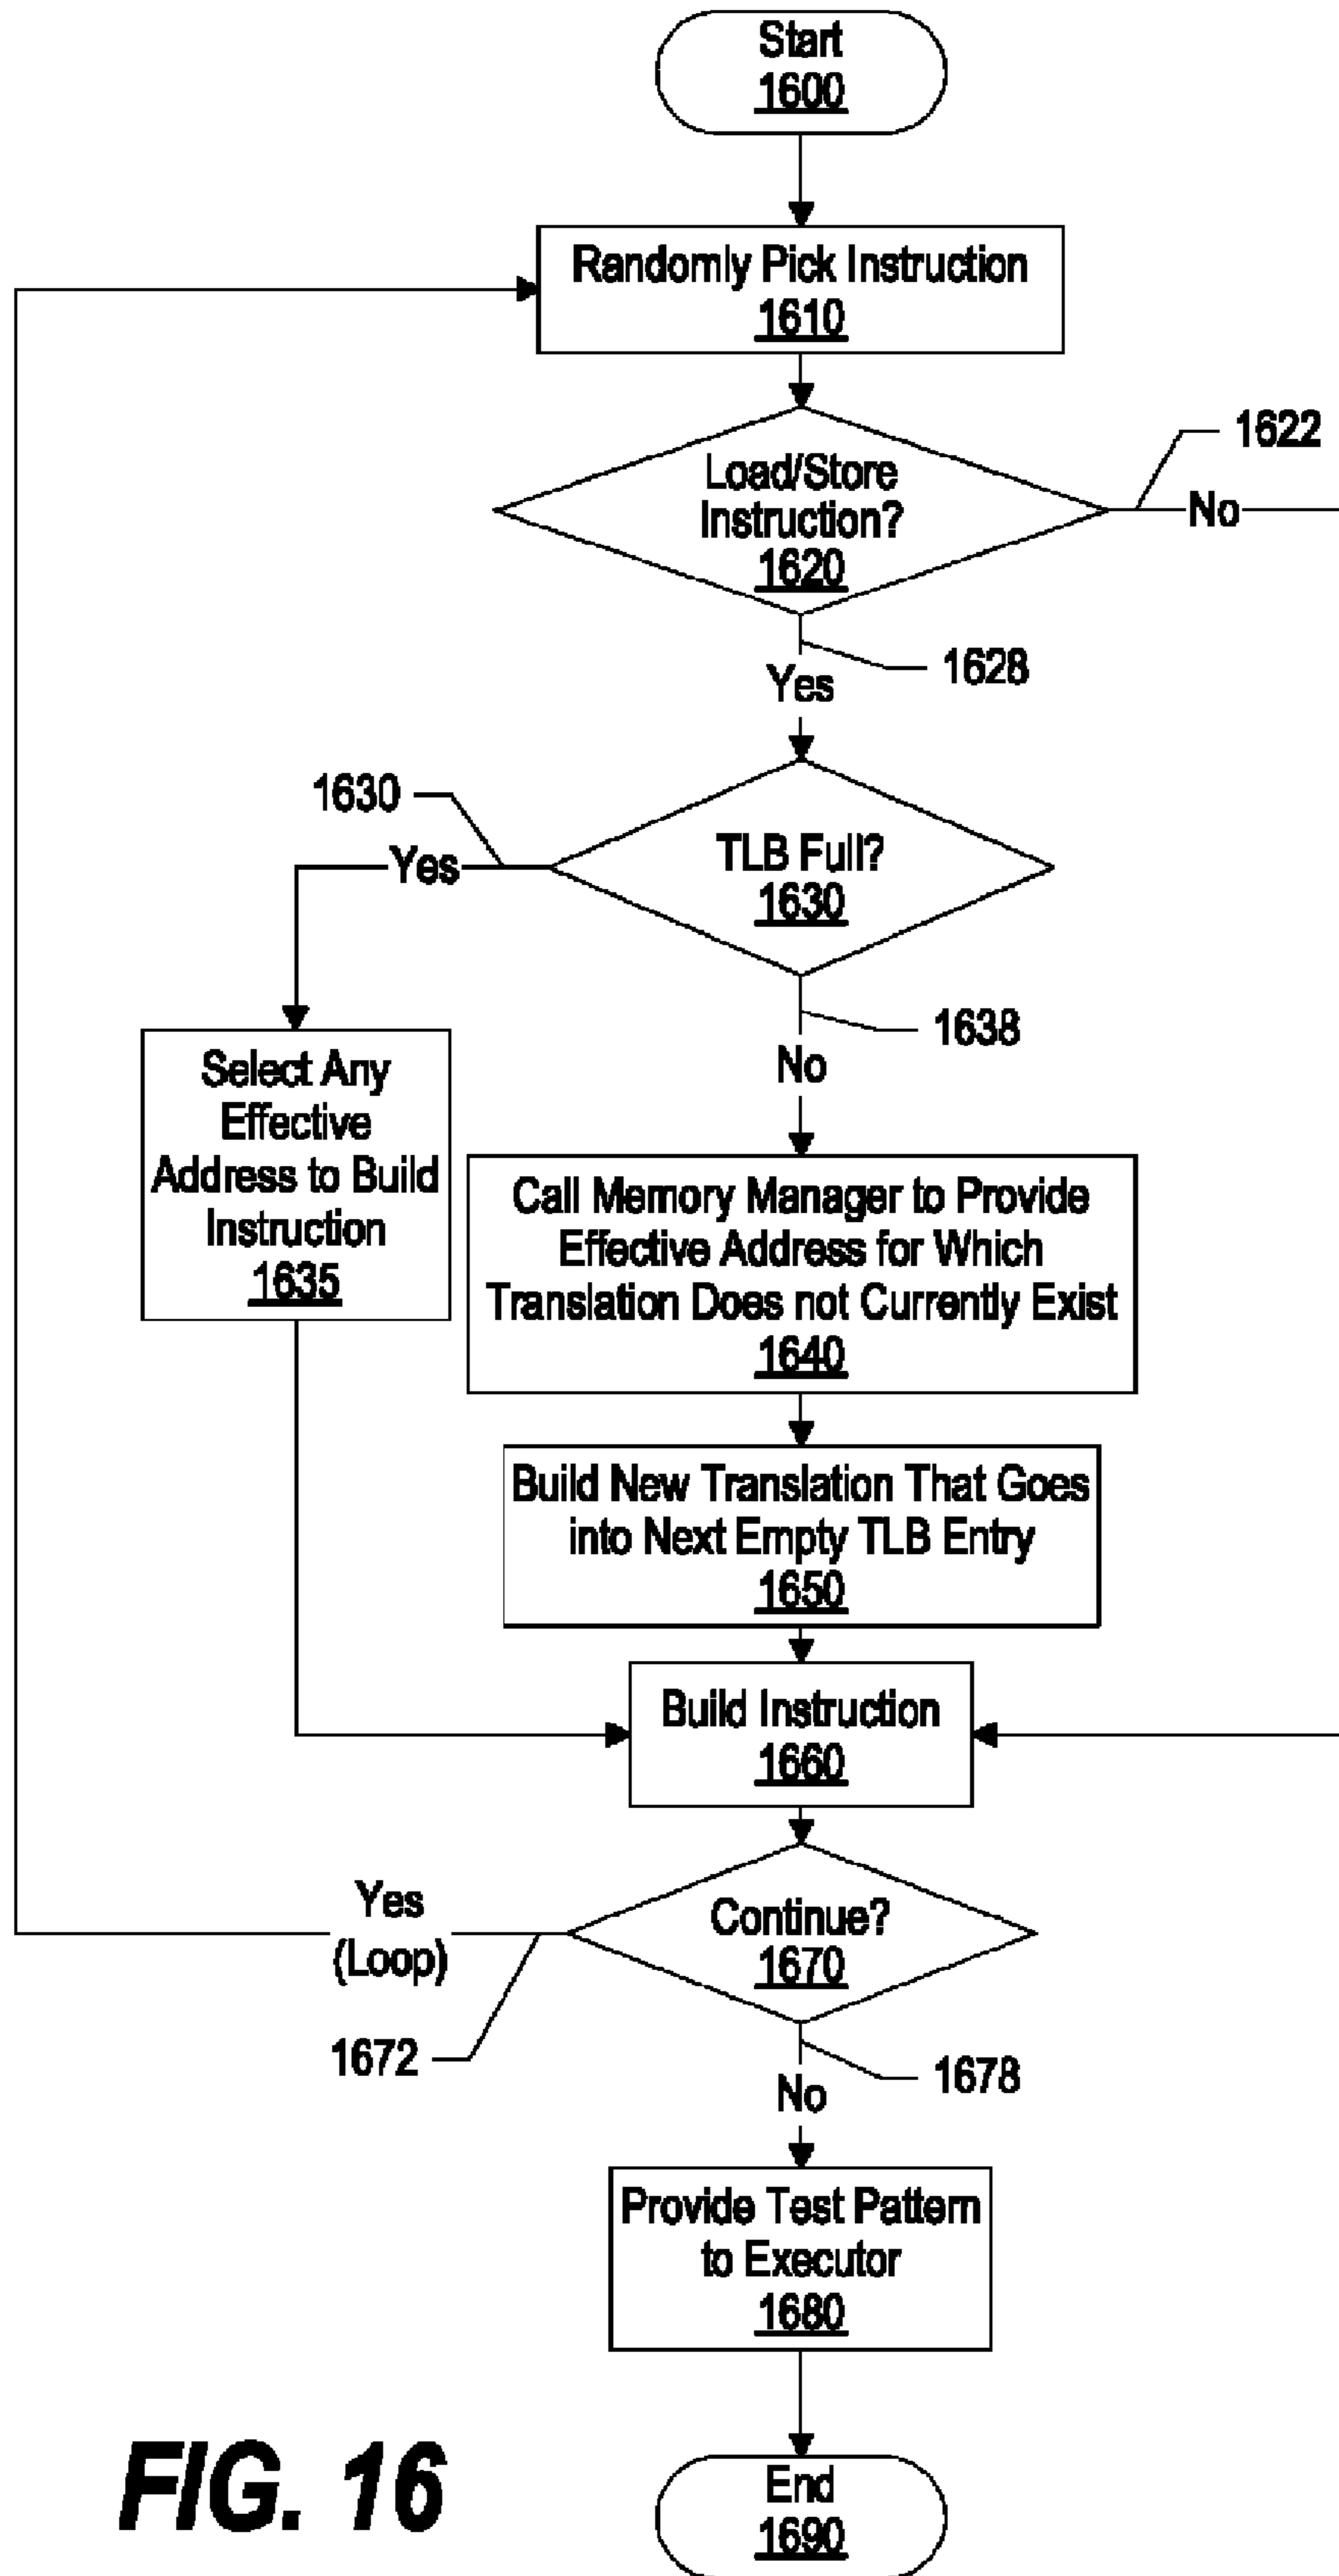 Start
1600
Randomly Pick Instruction
1610
Load/Store
Instruction?
1620
1622
No
1628
Yes
1630
Yes
TLB Full?
1630
1638
No
Select Any
Effective
Address to Build
Instruction
1635
Call Memory Manager to Provide
Effective Address for Which
Translation Does not Currently Exist
1640
Build New Translation That Goes
into Next Empty TLB Entry
1650
Build Instruction
1660
Continue?
1670
Yes
(Loop)
1672
1678
No
Provide Test Pattern
to Executor
1680
End
1690
FIG. 16